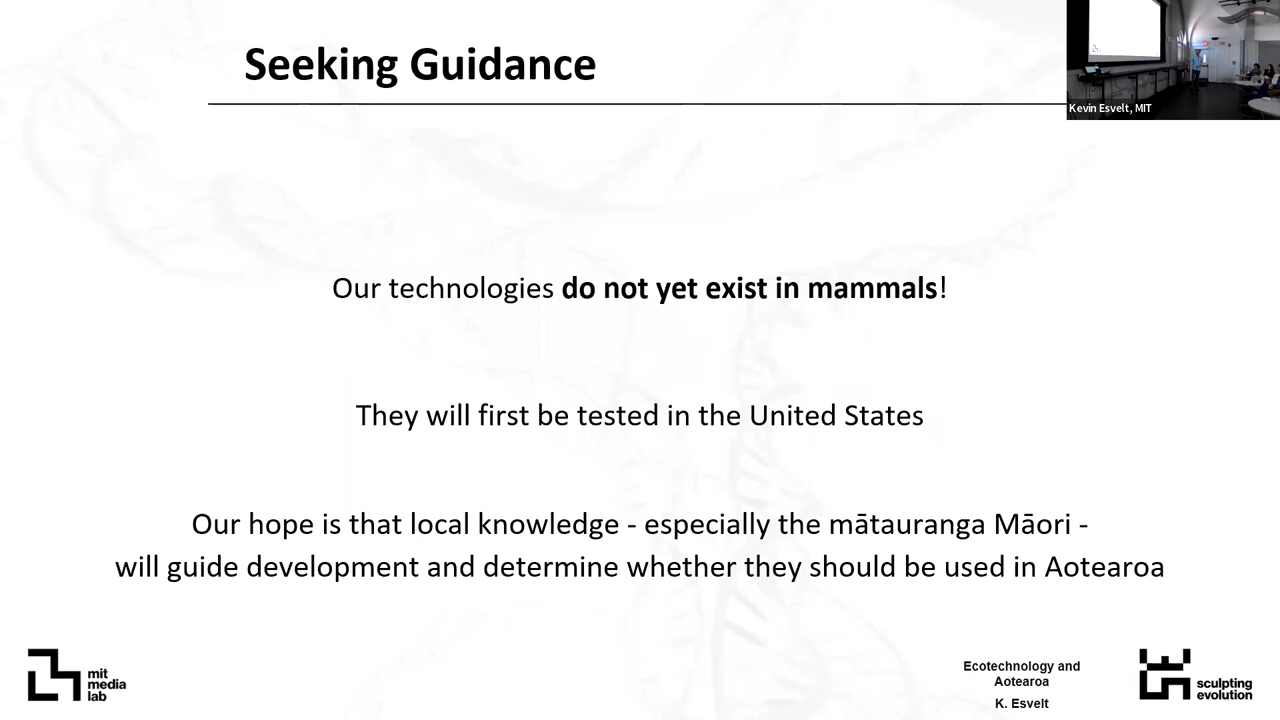 Seeking Guidance
Kevin Esvelt, MIT
Our technologies do not yet exist in mammals!
They will first be tested in the United States
Our hope is that local knowledge - especially the mātauranga Māori -
will guide development and determine whether they should be used in Aotearoa
mit
media
lab
Ecotechnology and
Aotearoa
K. Esvelt
sculpting
evolution